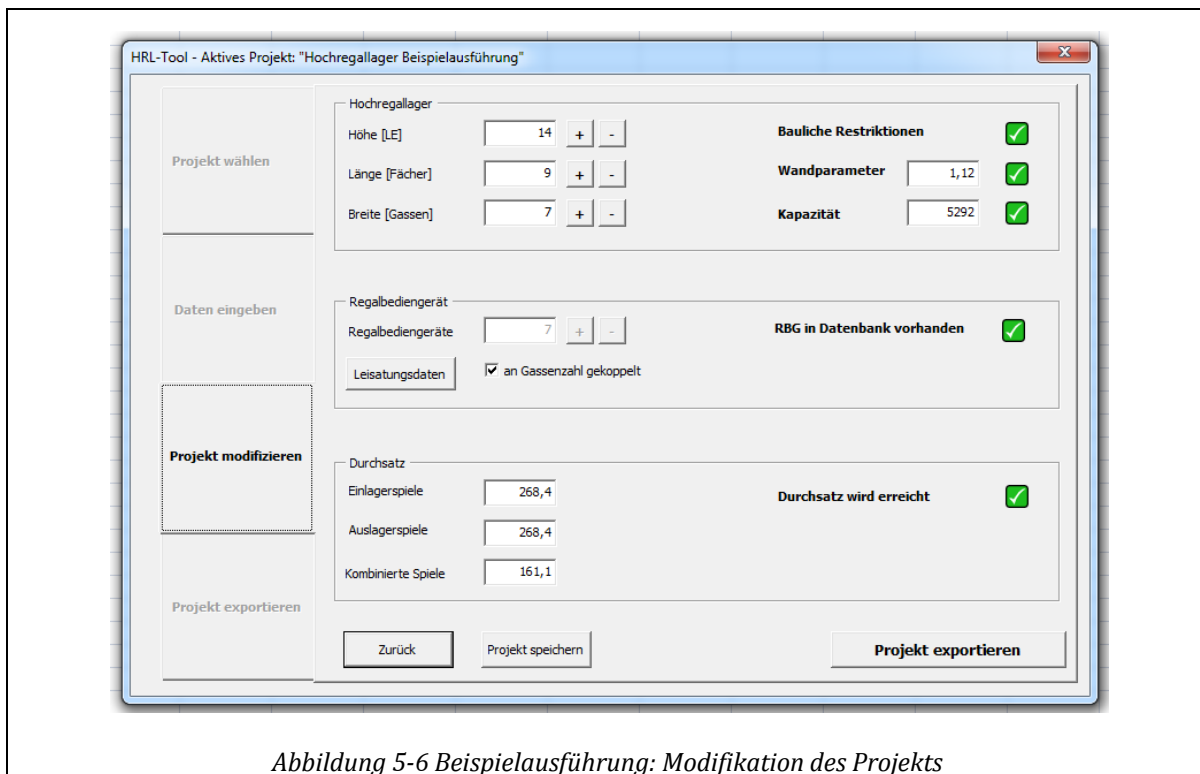 HRL-Tool - Aktives Projekt: "Hochregallager Beispielausführung"
x
Projekt wählen
Daten eingeben
Projekt modifizieren
Projekt exportieren
Hochregallager
Höhe [LE] 14 + - Bauliche Restriktionen
Länge [Fächer] 9 + - Wandparameter 1,12
Breite [Gassen] 7 + - Kapazität 5292
Regalbediengerät
Regalbediengeräte 7 + - RBG in Datenbank vorhanden
Leisatungsdaten an Gassenzahl gekoppelt
Durchsatz
Einlagerspiele 268,4 Durchsatz wird erreicht
Auslagerspiele 268,4
Kombinierte Spiele 161,1
Zurück Projekt speichern Projekt exportieren
Abbildung 5-6 Beispielausführung: Modifikation des Projekts